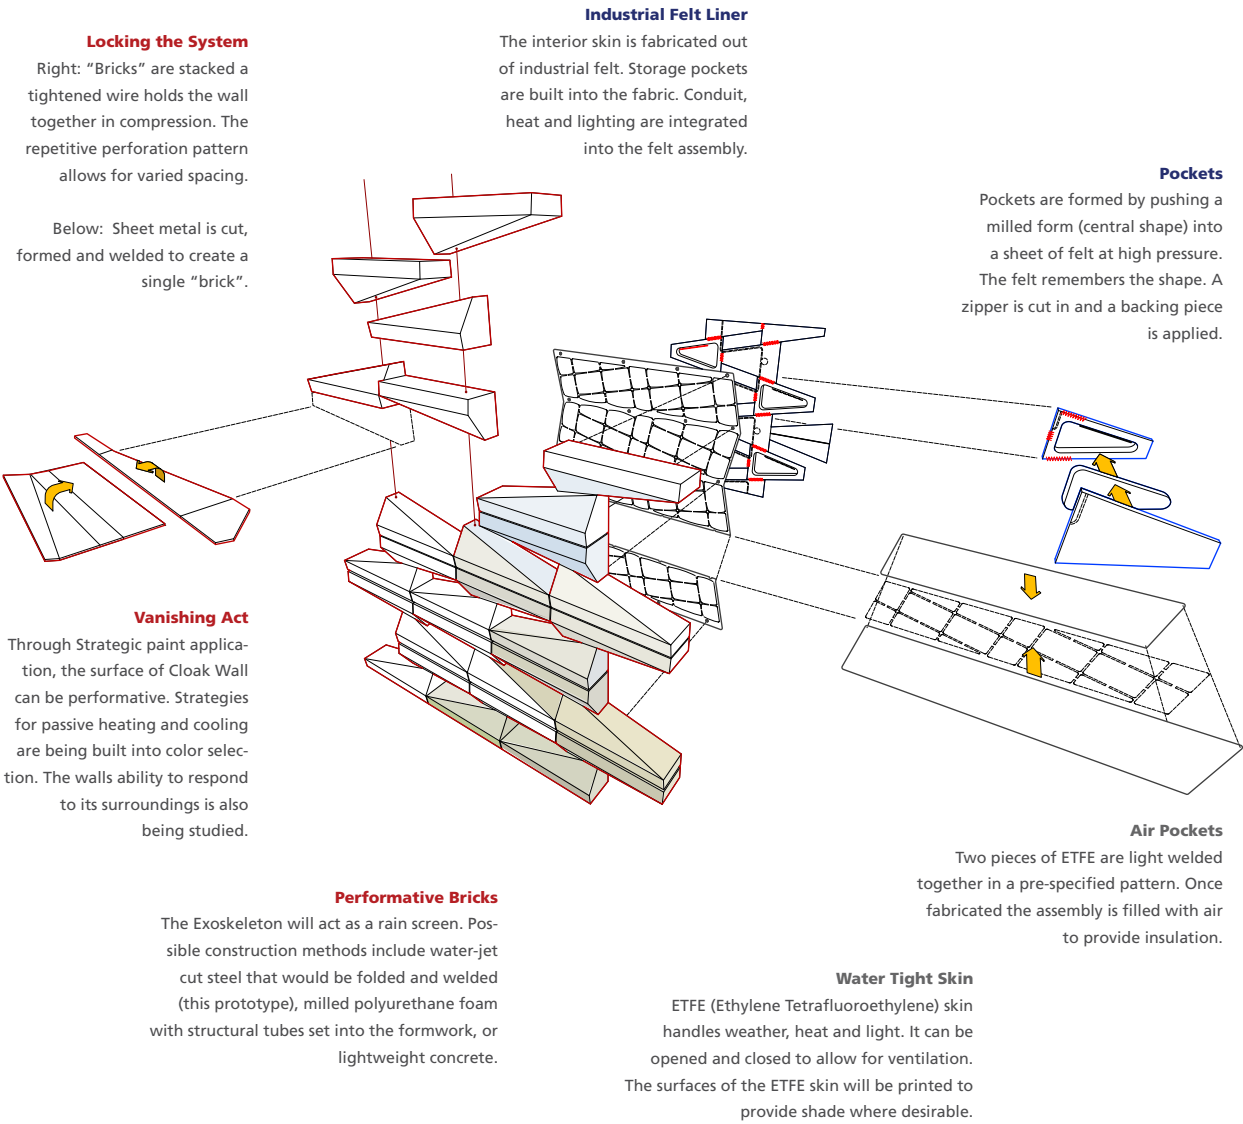 Locking the System
Right: “Bricks” are stacked a
tightened wire holds the wall
together in compression. The
repetitive perforation pattern
allows for varied spacing.
Below:  Sheet metal is cut,
formed and welded to create a
single “brick”.
Industrial Felt Liner
The interior skin is fabricated out
of industrial felt. Storage pockets
are built into the fabric. Conduit,
heat and lighting are integrated
into the felt assembly.
Pockets
Pockets are formed by pushing a
milled form (central shape) into
a sheet of felt at high pressure.
The felt remembers the shape. A
zipper is cut in and a backing piece
is applied.
Vanishing Act
Through Strategic paint applica-
tion, the surface of Cloak Wall
can be performative. Strategies
for passive heating and cooling
are being built into color selec-
tion. The walls ability to respond
to its surroundings is also
being studied.
Performative Bricks
The Exoskeleton will act as a rain screen. Pos-
sible construction methods include water-jet
cut steel that would be folded and welded
(this prototype), milled polyurethane foam
with structural tubes set into the formwork, or
lightweight concrete.
Air Pockets
Two pieces of ETFE are light welded
together in a pre-specified pattern. Once
fabricated the assembly is filled with air
to provide insulation.
Water Tight Skin
ETFE (Ethylene Tetrafluoroethylene) skin
handles weather, heat and light. It can be
opened and closed to allow for ventilation.
The surfaces of the ETFE skin will be printed to
provide shade where desirable.